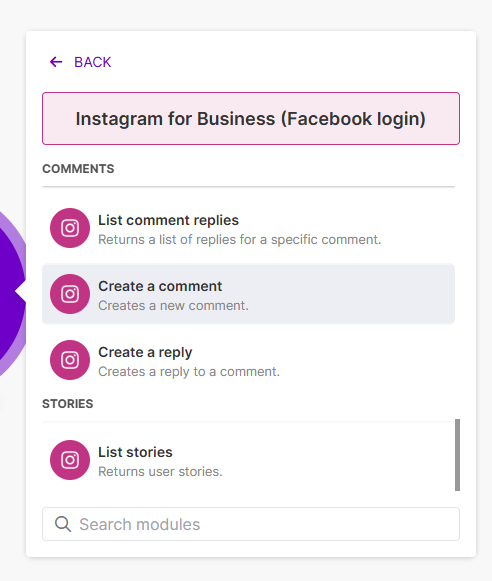 BACK
Instagram for Business (Facebook login)
COMMENTS
List comment replies
Returns a list of replies for a specific comment.
Create a comment
Creates a new comment.
Create a reply
Creates a reply to a comment.
STORIES
List stories
Returns user stories.
Search modules